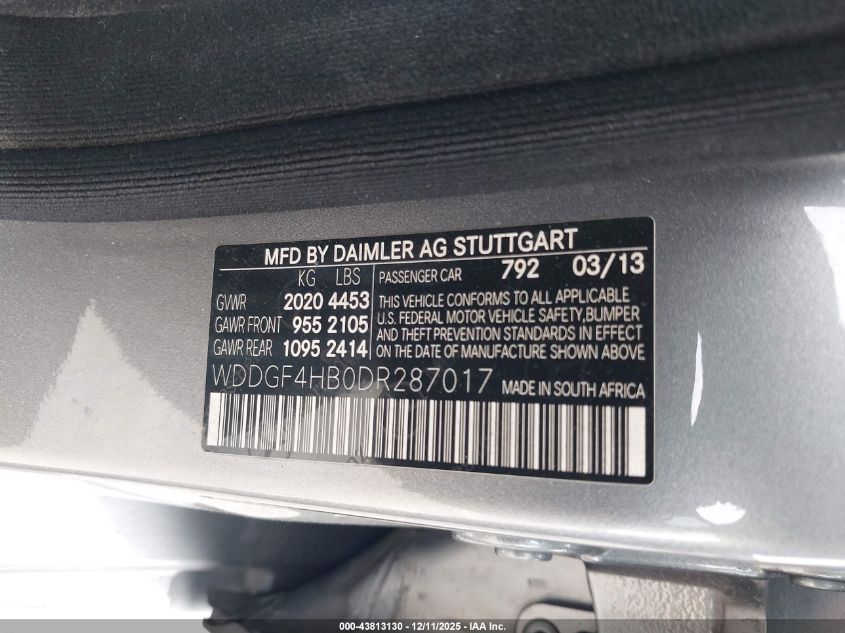 MFD BY DAIMLER AG STUTTGART
KG LBS PASSENGER CAR 792 03/13
GVWR 2020 4453
GAWR FRONT 955 2105
GAWR REAR 1095 2414
THIS VEHICLE CONFORMS TO ALL APPLICABLE
U.S. FEDERAL MOTOR VEHICLE SAFETY,BUMPER
AND THEFT PREVENTION STANDARDS IN EFFECT
ON THE DATE OF MANUFACTURE SHOWN ABOVE
WDDGF4HB0DR287017 MADE IN SOUTH AFRICA
000-43813130 - 12/11/2025 - IAA Inc.